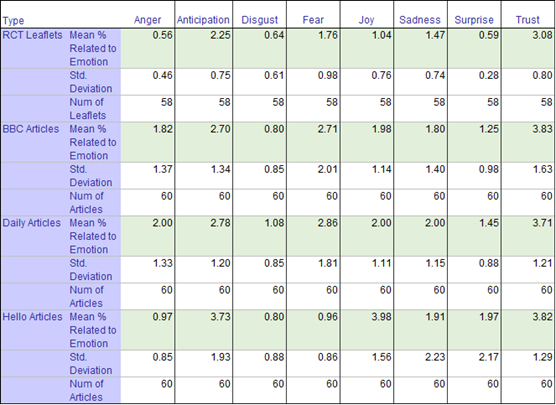 Type Anger Anticipation Disgust Fear Joy Sadness Surprise Trust
RCT Leaflets Mean % 0.56 2.25 0.64 1.76 1.04 1.47 0.59 3.08
Related to
Emotion
Std. 0.46 0.75 0.61 0.98 0.76 0.74 0.28 0.80
Deviation
Num of 58 58 58 58 58 58 58 58
Leaflets
BBC Articles Mean % 1.82 2.70 0.80 2.71 1.98 1.80 1.25 3.83
Related to
Emotion
Std. 1.37 1.34 0.85 2.01 1.14 1.40 0.98 1.63
Deviation
Num of 60 60 60 60 60 60 60 60
Articles
Daily Articles Mean % 2.00 2.78 1.08 2.86 2.00 2.00 1.45 3.71
Related to
Emotion
Std. 1.33 1.20 0.85 1.81 1.11 1.15 0.88 1.21
Deviation
Num of 60 60 60 60 60 60 60 60
Articles
Hello Articles Mean % 0.97 3.73 0.80 0.96 3.98 1.91 1.97 3.82
Related to
Emotion
Std. 0.85 1.93 0.88 0.86 1.56 2.23 2.17 1.29
Deviation
Num of 60 60 60 60 60 60 60 60
Articles